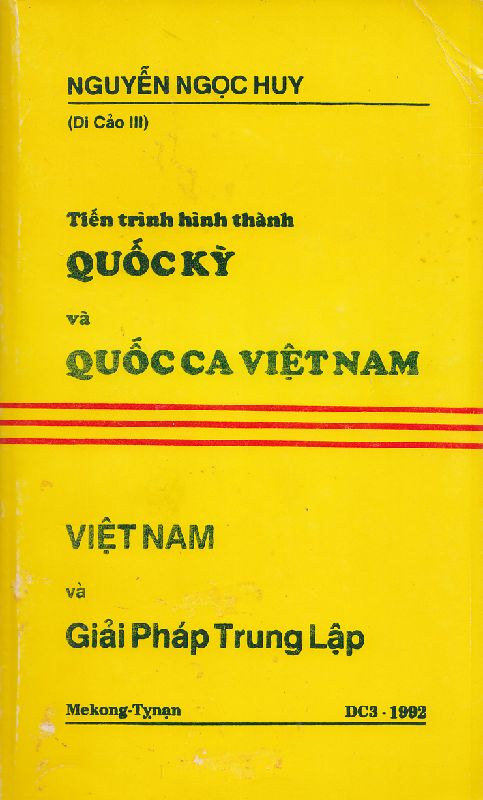 NGUYỄN NGỌC HUY
(Di Cảo III)
Tiến trình hình thành
QUỐC KỲ
và
QUỐC CA VIỆT NAM
VIỆT NAM
và
Giải Pháp Trung Lập
Mekong-Tỵnạn DC3 - 1992